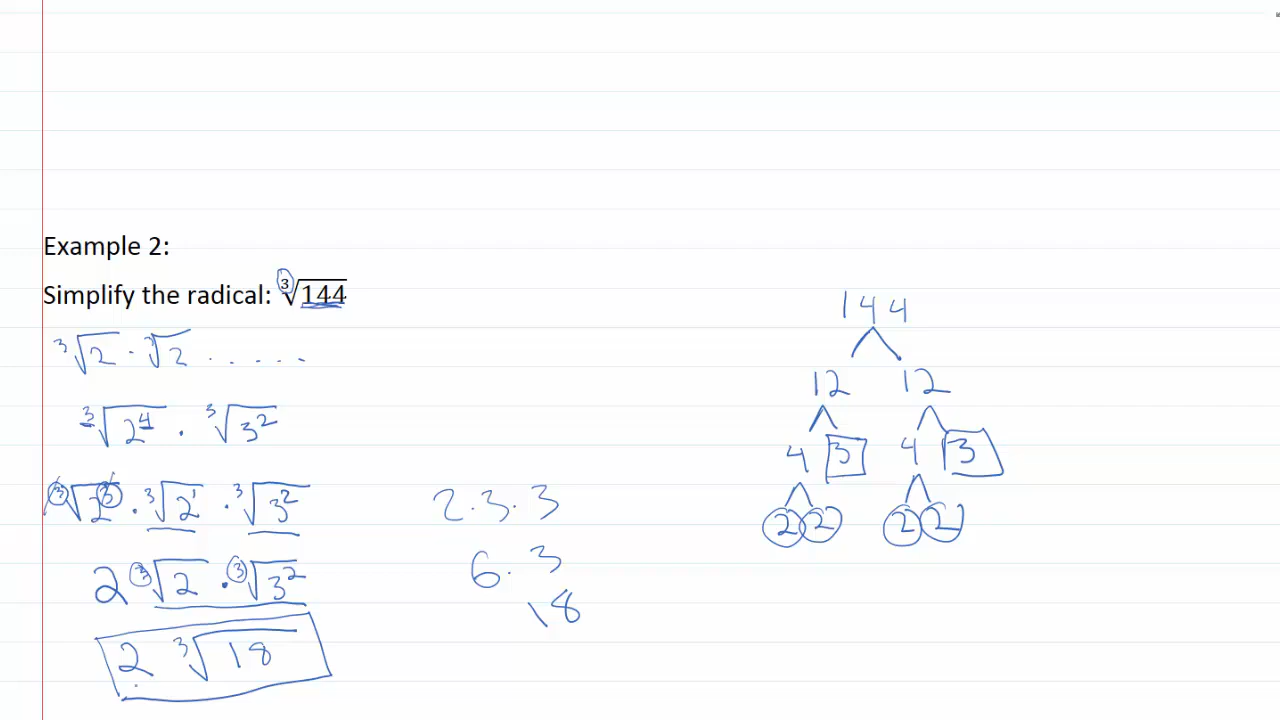 Example 2:
Simplify the radical: ∛144
∛2 · ∛2 · · · · ·
∛2⁴ · ∛3²
∛2³ · ∛2¹ · ∛3²
2 ∛2 · ∛3²
2 ∛18
2 · 3 · 3
6 · 3
18
144
12 12
4 3 4 3
2 2 2 2